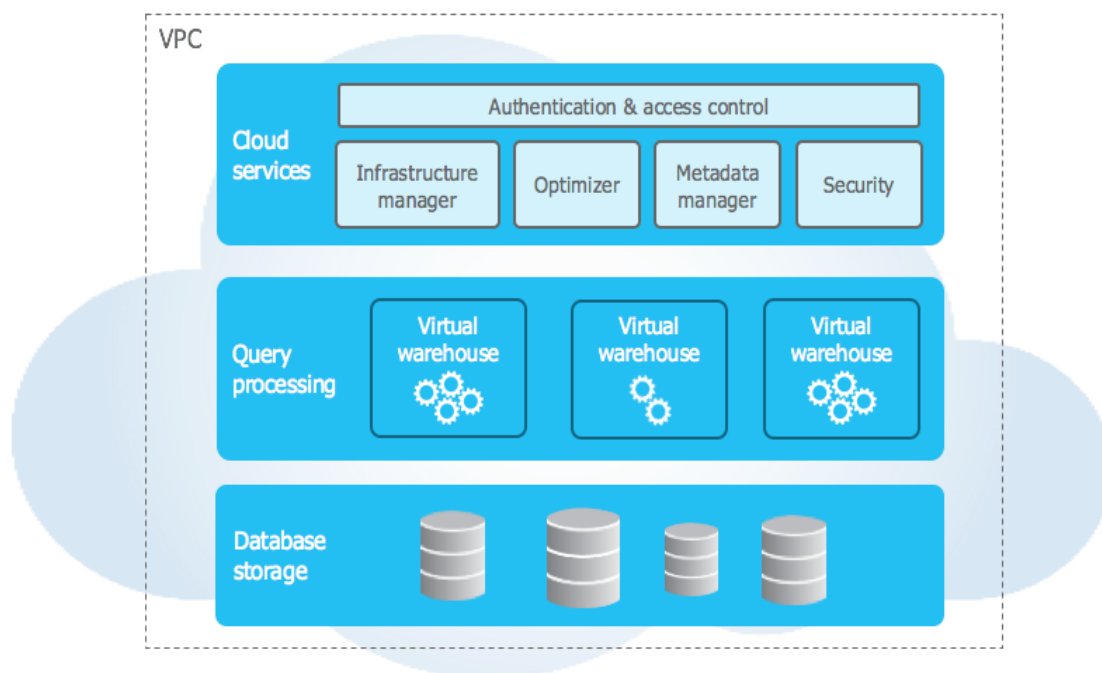 VPC
Authentication & access control
Cloud
services
Infrastructure
manager
Optimizer
Metadata
manager
Security
Query
processing
Virtual
warehouse
Virtual
warehouse
Virtual
warehouse
Database
storage